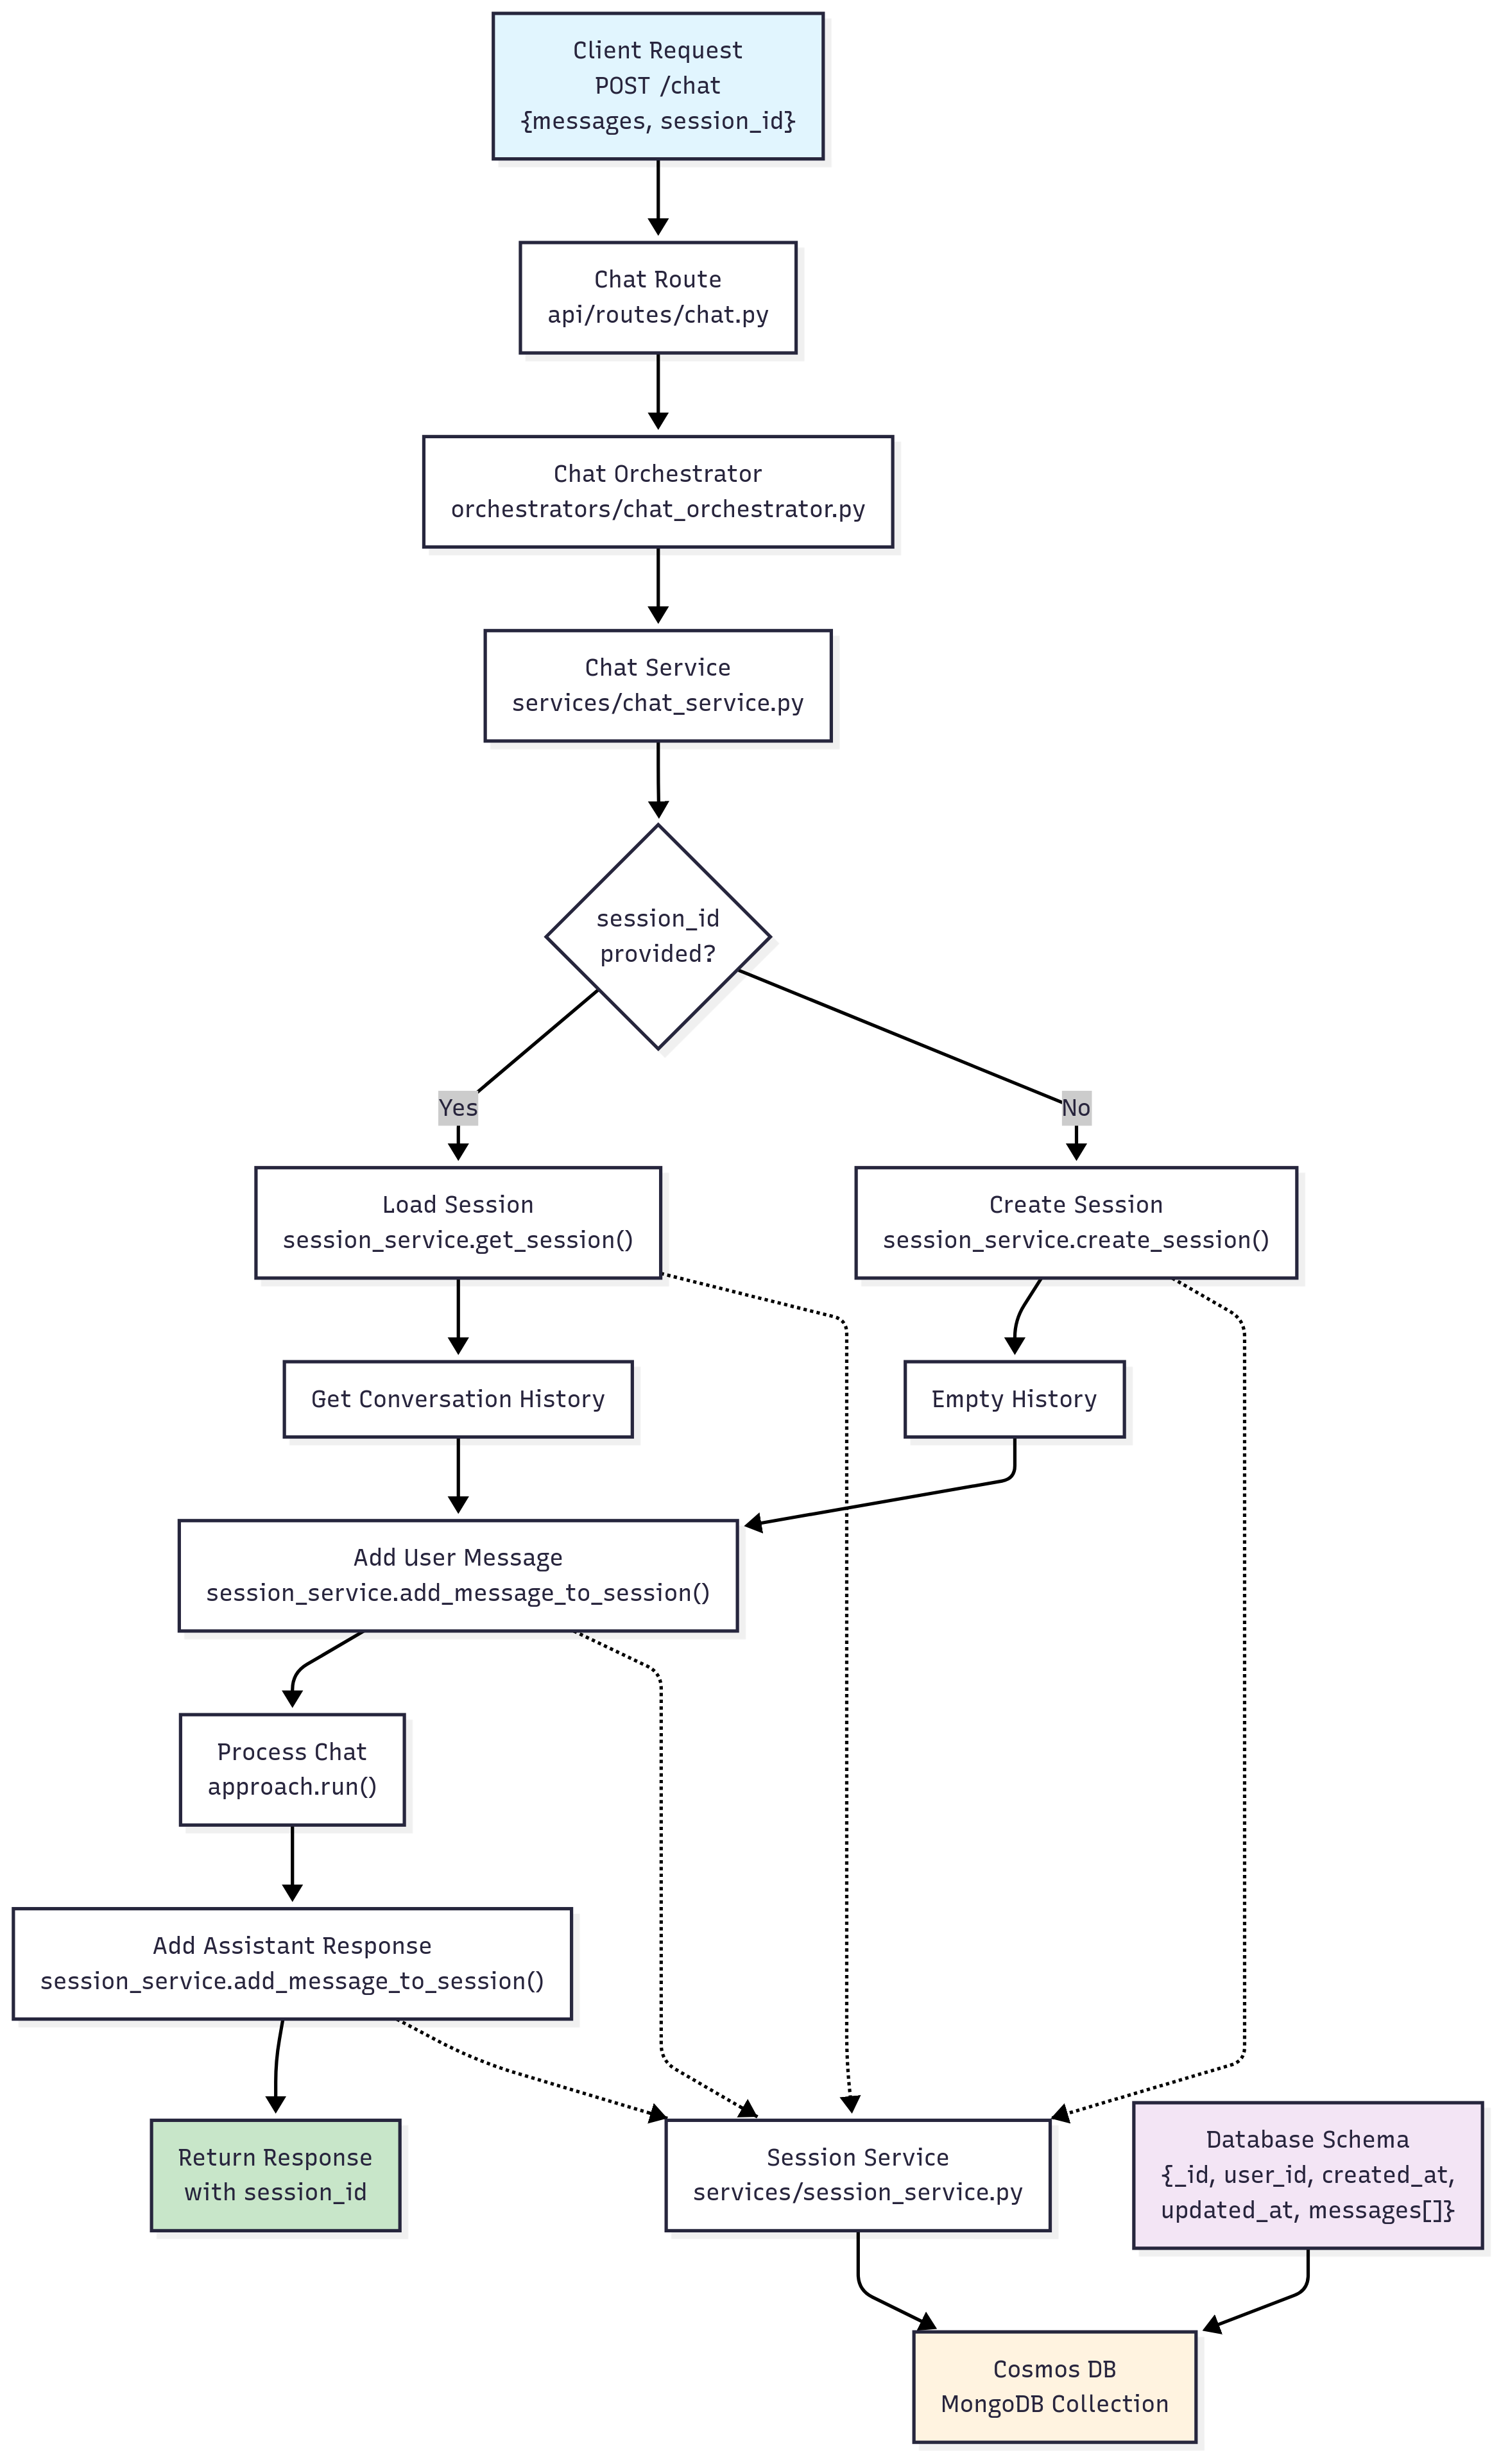 Client Request
POST /chat
{messages, session_id}
Chat Route
api/routes/chat.py
Chat Orchestrator
orchestrators/chat_orchestrator.py
Chat Service
services/chat_service.py
session_id
provided?
Yes
No
Load Session
session_service.get_session()
Create Session
session_service.create_session()
Get Conversation History
Empty History
Add User Message
session_service.add_message_to_session()
Process Chat
approach.run()
Add Assistant Response
session_service.add_message_to_session()
Return Response
with session_id
Session Service
services/session_service.py
Database Schema
{_id, user_id, created_at,
updated_at, messages[]}
Cosmos DB
MongoDB Collection